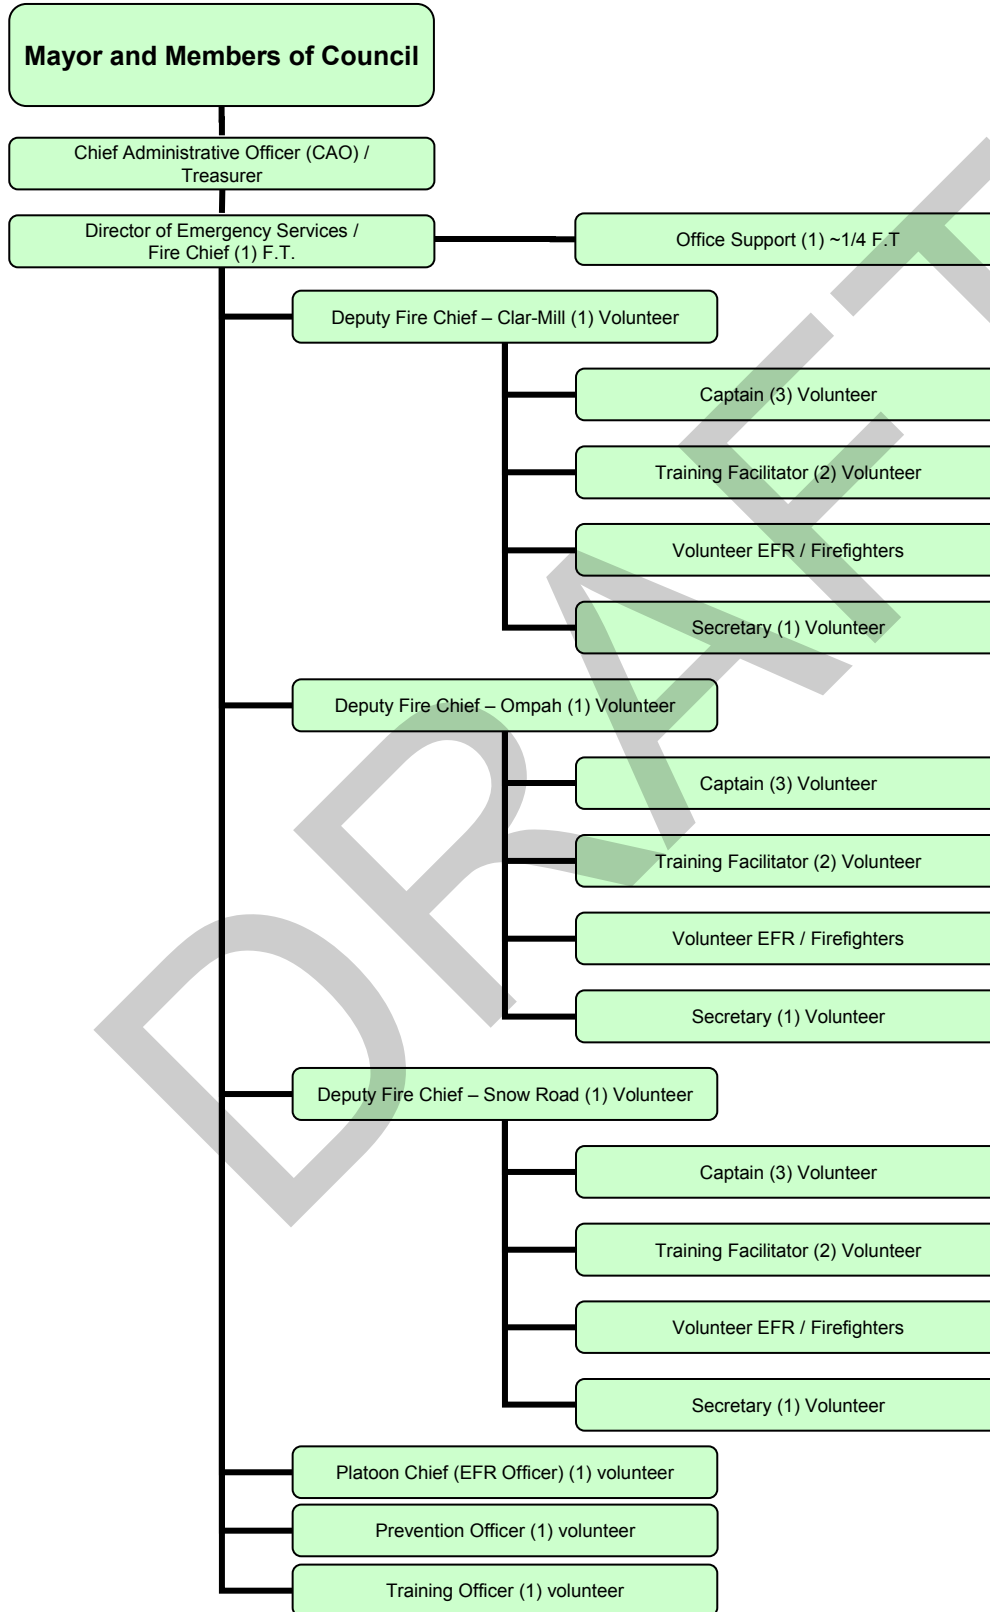 Mayor and Members of Council
Chief Administrative Officer (CAO) /
Treasurer
Director of Emergency Services /
Fire Chief (1) F.T.
Office Support (1) ~1/4 F.T
Deputy Fire Chief – Clar-Mill (1) Volunteer
Captain (3) Volunteer
Training Facilitator (2) Volunteer
Volunteer EFR / Firefighters
Secretary (1) Volunteer
Deputy Fire Chief – Ompah (1) Volunteer
Captain (3) Volunteer
Training Facilitator (2) Volunteer
Volunteer EFR / Firefighters
Secretary (1) Volunteer
Deputy Fire Chief – Snow Road (1) Volunteer
Captain (3) Volunteer
Training Facilitator (2) Volunteer
Volunteer EFR / Firefighters
Secretary (1) Volunteer
Platoon Chief (EFR Officer) (1) volunteer
Prevention Officer (1) volunteer
Training Officer (1) volunteer
DRAFT